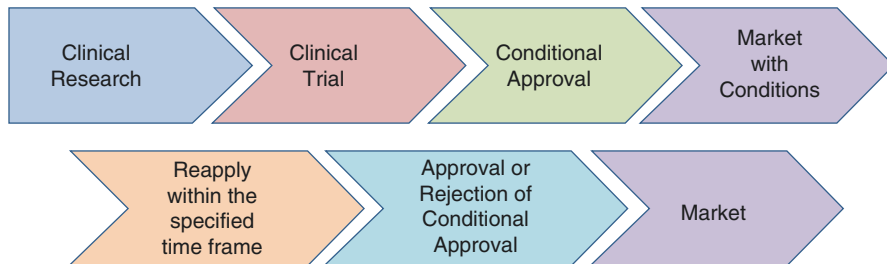 Clinical
Research
Clinical
Trial
Conditional
Approval
Market
with
Conditions
Reapply
within the
specified
time frame
Approval or
Rejection of
Conditional
Approval
Market